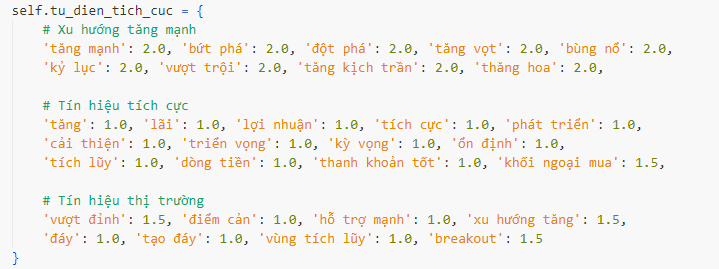 self.tu_dien_tich_cuc = {
# Xu hướng tăng mạnh
'tăng mạnh': 2.0, 'bứt phá': 2.0, 'đột phá': 2.0, 'tăng vọt': 2.0, 'bùng nổ': 2.0,
'kỷ lục': 2.0, 'vượt trội': 2.0, 'tăng kịch trần': 2.0, 'thăng hoa': 2.0,
# Tín hiệu tích cực
'tăng': 1.0, 'lãi': 1.0, 'lợi nhuận': 1.0, 'tích cực': 1.0, 'phát triển': 1.0,
'cải thiện': 1.0, 'triển vọng': 1.0, 'kỳ vọng': 1.0, 'ổn định': 1.0,
'tích lũy': 1.0, 'dòng tiền': 1.0, 'thanh khoản tốt': 1.0, 'khối ngoại mua': 1.5,
# Tín hiệu thị trường
'vượt đỉnh': 1.5, 'điểm cản': 1.0, 'hỗ trợ mạnh': 1.0, 'xu hướng tăng': 1.5,
'đáy': 1.0, 'tạo đáy': 1.0, 'vùng tích lũy': 1.0, 'breakout': 1.5
}